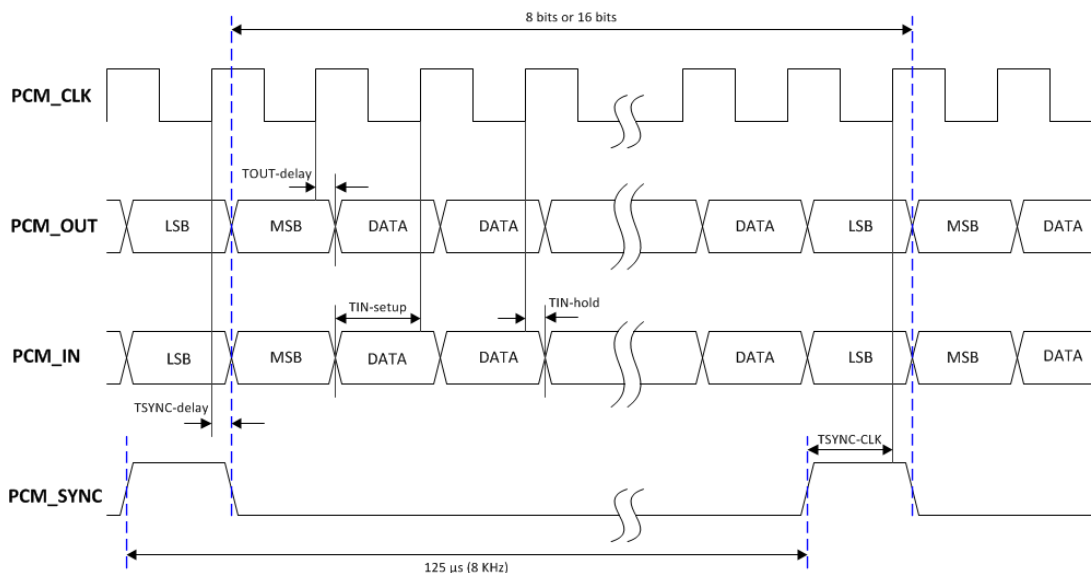 8 bits or 16 bits
PCM_CLK
TOUT-delay
PCM_OUT
LSB MSB DATA DATA DATA LSB MSB DATA
TIN-setup TIN-hold
PCM_IN
LSB MSB DATA DATA DATA LSB MSB DATA
TSYNC-delay
TSYNC-CLK
PCM_SYNC
125 μs (8 KHz)